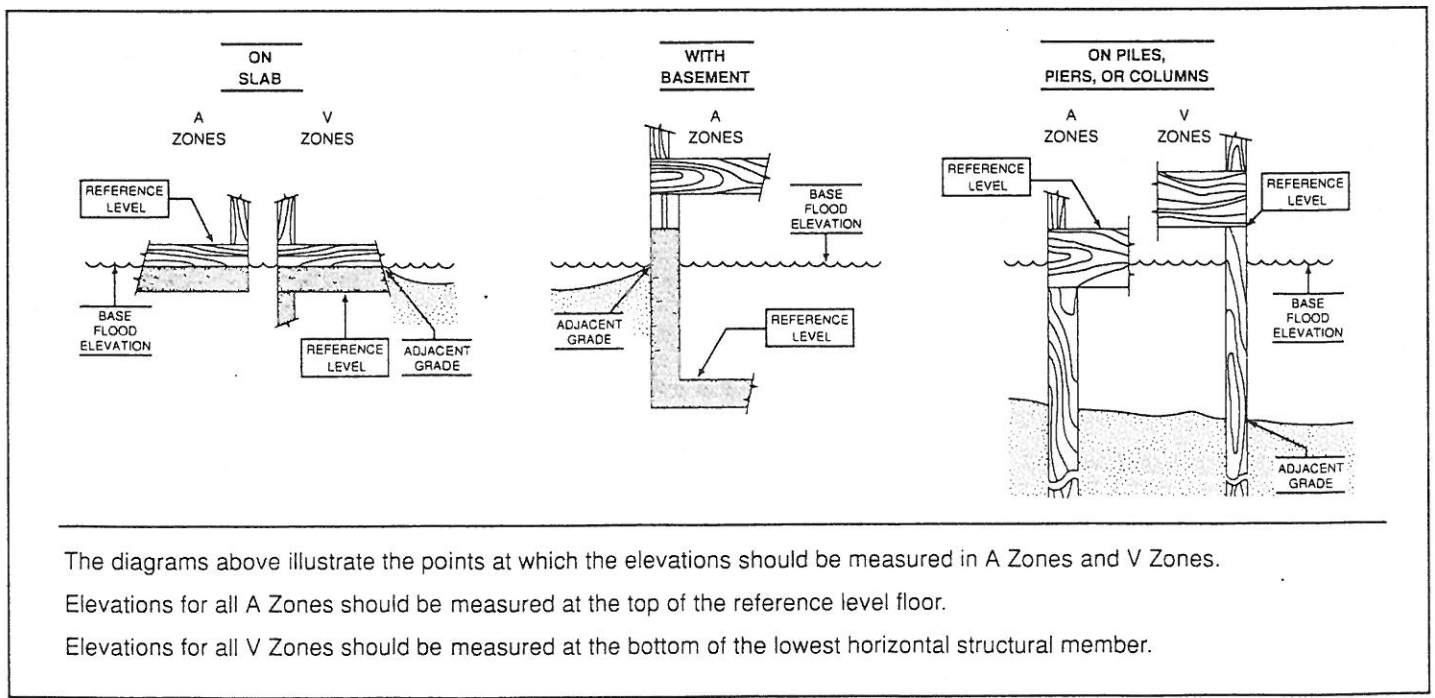 ON
SLAB
A
ZONES
V
ZONES
REFERENCE
LEVEL
BASE
FLOOD
ELEVATION
REFERENCE
LEVEL
ADJACENT
GRADE
WITH
BASEMENT
A
ZONES
BASE
FLOOD
ELEVATION
ADJACENT
GRADE
REFERENCE
LEVEL
ON PILES,
PIERS, OR COLUMNS
A
ZONES
V
ZONES
REFERENCE
LEVEL
REFERENCE
LEVEL
BASE
FLOOD
ELEVATION
ADJACENT
GRADE
The diagrams above illustrate the points at which the elevations should be measured in A Zones and V Zones.
Elevations for all A Zones should be measured at the top of the reference level floor.
Elevations for all V Zones should be measured at the bottom of the lowest horizontal structural member.